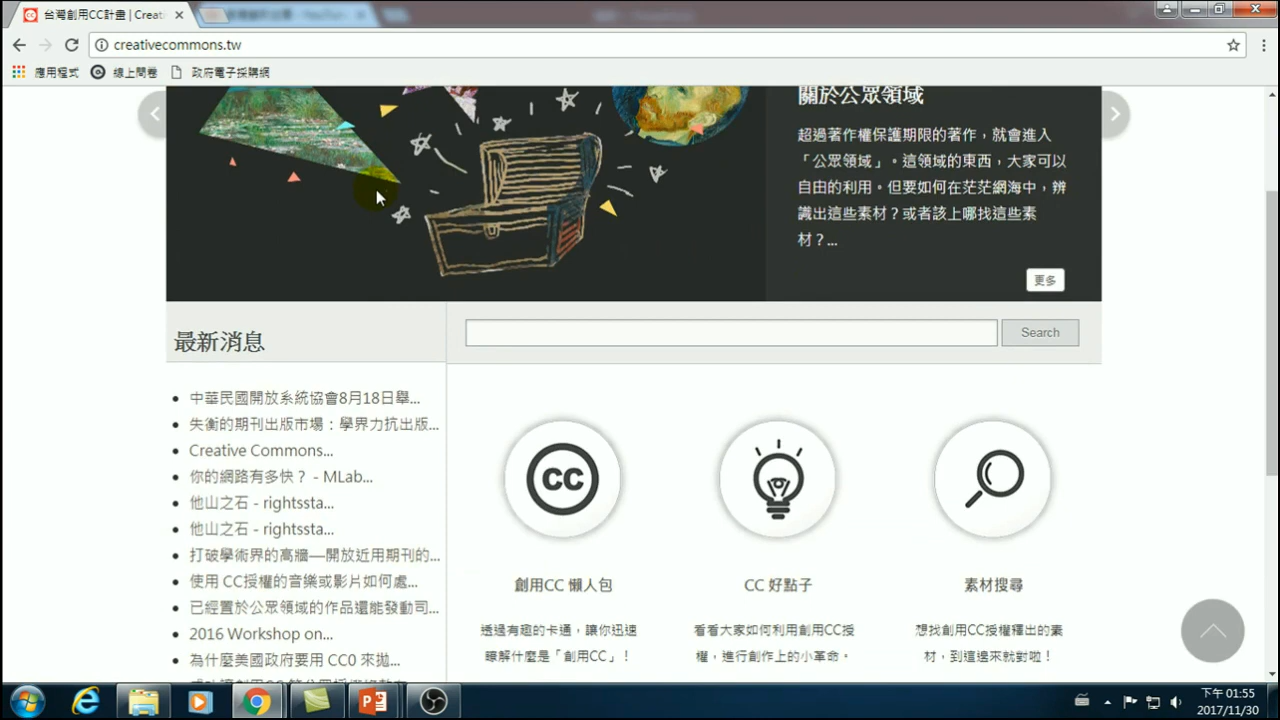 台灣創用CC計畫 | Creati
creativecommons.tw
應用程式
線上問卷
政府電子採購網
關於公眾領域
超過著作權保護期限的著作，就會進入
「公眾領域」。這領域的東西，大家可以
自由的利用。但要如何在茫茫網海中，辨
識出這些素材？或者該上哪找這些素
材？...
更多
最新消息
Search
中華民國開放系統協會8月18日舉...
失衡的期刊出版市場：學界力抗出版...
Creative Commons...
你的網路有多快？ - MLab...
他山之石 - rightssta...
他山之石 - rightssta...
打破學術界的高牆—開放近用期刊的...
使用 CC授權的音樂或影片如何處...
已經置於公眾領域的作品還能發動司...
2016 Workshop on...
為什麼美國政府要用 CC0 來拋...
CC
創用CC 懶人包
CC 好點子
素材搜尋
透過有趣的卡通，讓你迅速
瞭解什麼是「創用CC」！
看看大家如何利用創用CC授
權，進行創作上的小革命。
想找創用CC授權釋出的素
材，到這邊來就對啦！
下午 01:55
2017/11/30